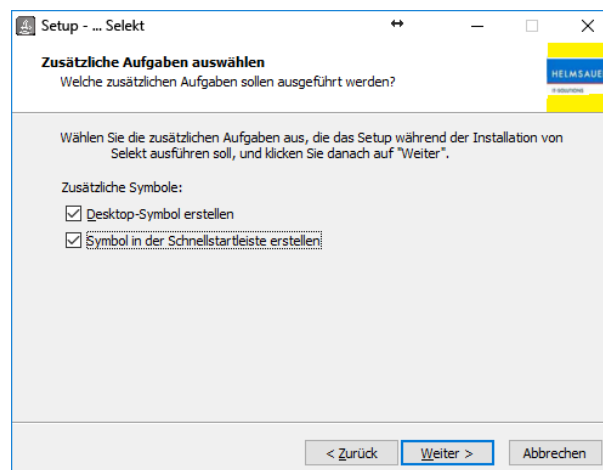 Setup - ... Selekt
Zusätzliche Aufgaben auswählen
Welche zusätzlichen Aufgaben sollen ausgeführt werden?
HELMSAUE
IT-SOLUTIONS
Wählen Sie die zusätzlichen Aufgaben aus, die das Setup während der Installation von
Selekt ausführen soll, und klicken Sie danach auf "Weiter".
Zusätzliche Symbole:
Desktop-Symbol erstellen
Symbol in der Schnellstartleiste erstellen
< Zurück
Weiter >
Abbrechen